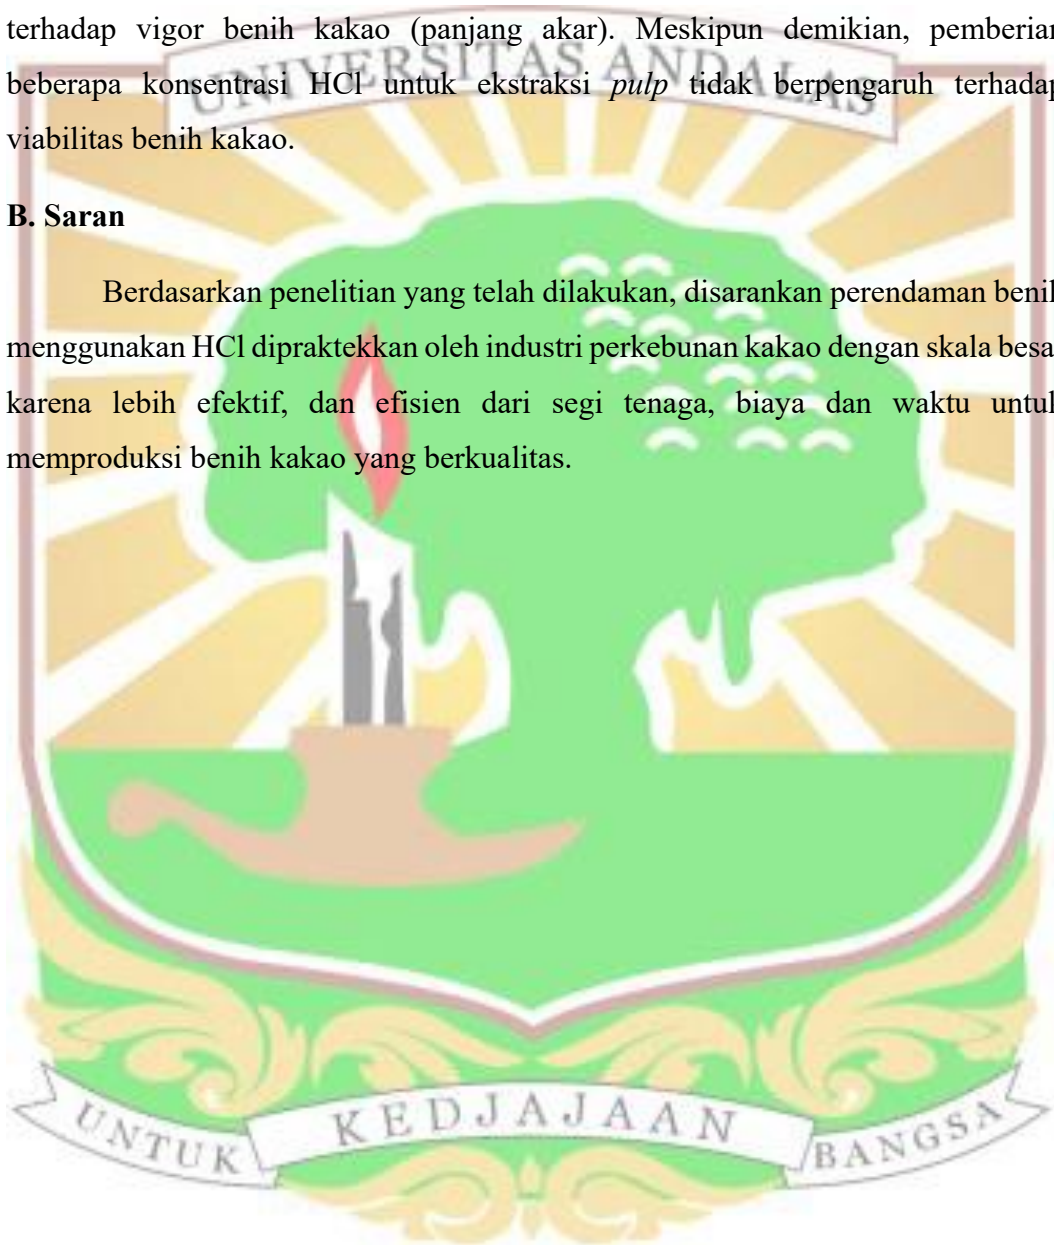 terhadap vigor benih kakao (panjang akar). Meskipun demikian, pemberian
UNIVERSITAS ANDALAS
beberapa konsentrasi HCl untuk ekstraksi pulp tidak berpengaruh terhadap
viabilitas benih kakao.
B. Saran
Berdasarkan penelitian yang telah dilakukan, disarankan perendaman benih
menggunakan HCl dipraktekkan oleh industri perkebunan kakao dengan skala besar
karena lebih efektif, dan efisien dari segi tenaga, biaya dan waktu untuk
memproduksi benih kakao yang berkualitas.
UNTUK KEDJAJAAN BANGSA